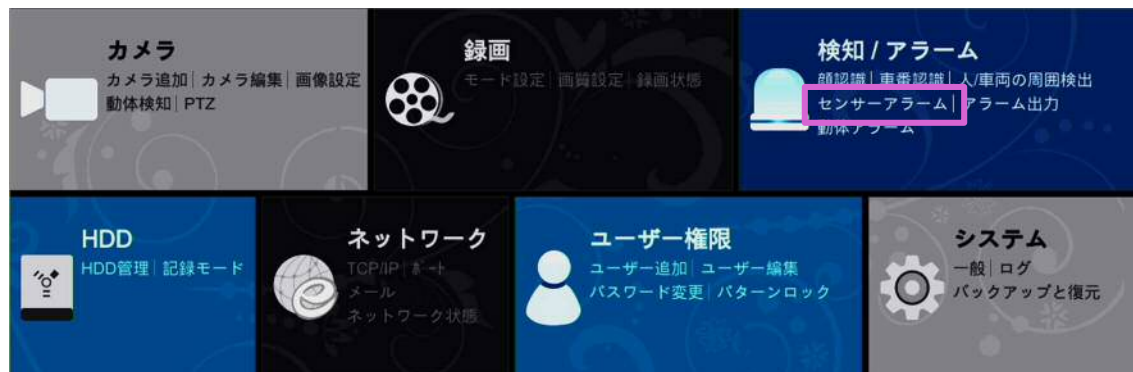 カメラ
カメラ追加 | カメラ編集 | 画像設定
動体検知 | PTZ
録画
モード設定 | 画質設定 | 録画状態
検知 / アラーム
顔認識 | 車番認識 | 人/車両の周囲検出
センサーアラーム | アラーム出力
動体アラーム
HDD
HDD管理 | 記録モード
ネットワーク
TCP/IP | ポート
メール
ネットワーク状態
ユーザー権限
ユーザー追加 | ユーザー編集
パスワード変更 | パターンロック
システム
一般 | ログ
バックアップと復元